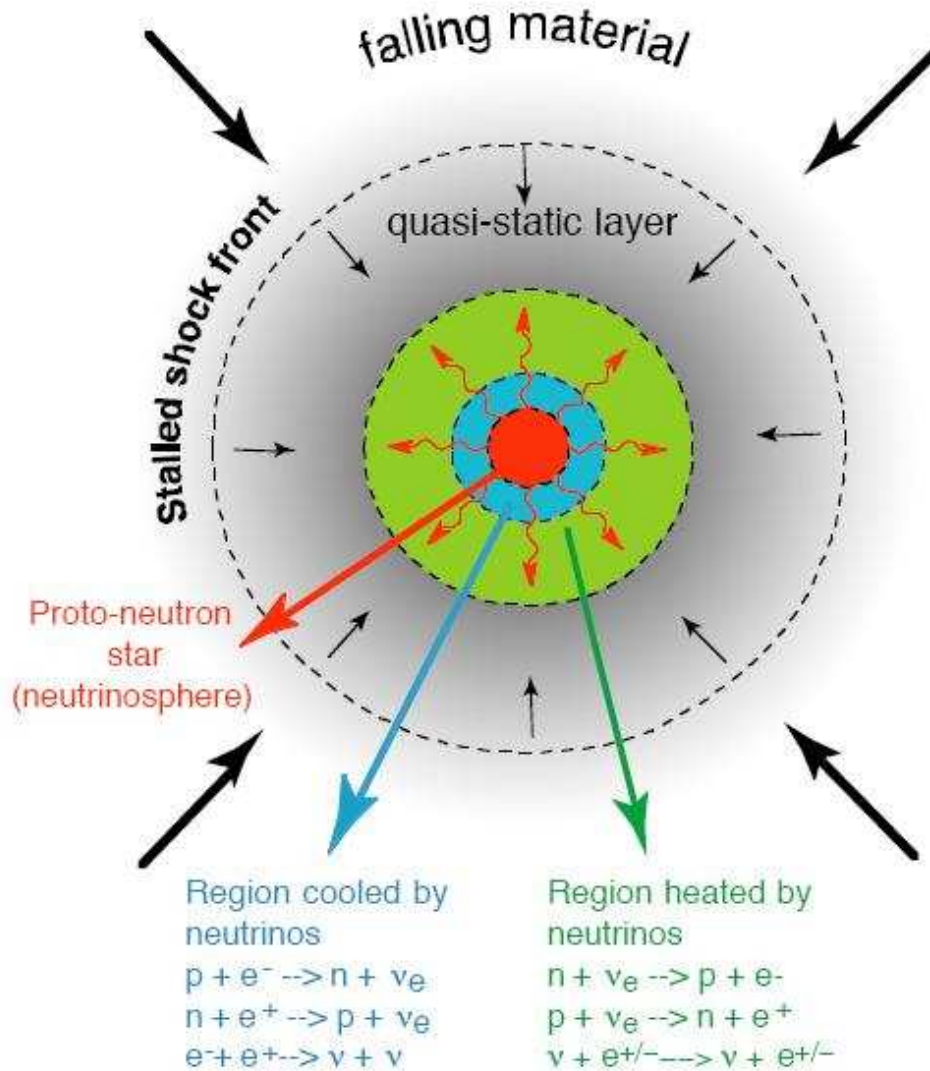 falling material
Stalled shock front
quasi-static layer
Proto-neutron
star
(neutrinosphere)
Region cooled by
neutrinos
p + e⁻ --> n + νe
n + e⁺ --> p + νe
e⁻+ e⁺--> ν + ν
Region heated by
neutrinos
n + νe --> p + e-
p + νe --> n + e⁺
ν + e⁺/⁻---> ν + e⁺/⁻